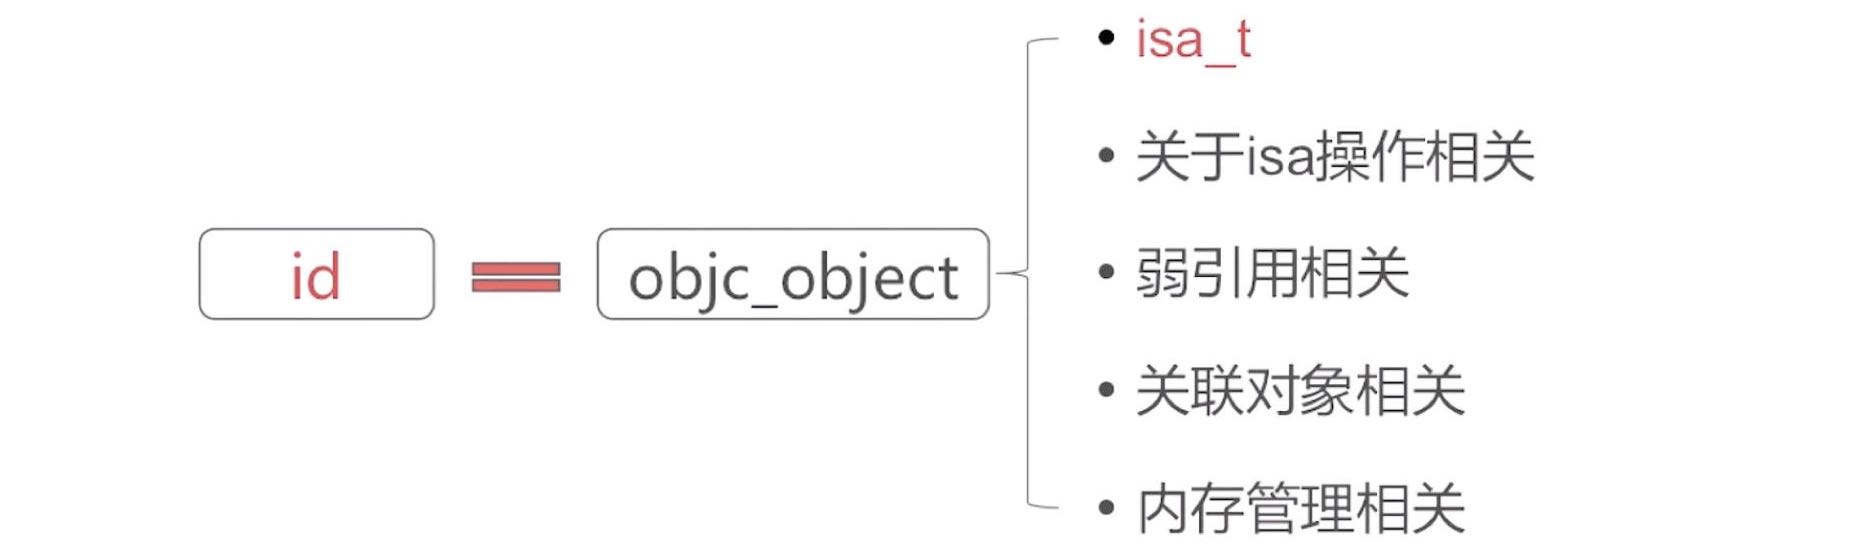 isa_t
关于isa操作相关
id
objc_object
弱引用相关
关联对象相关
内存管理相关